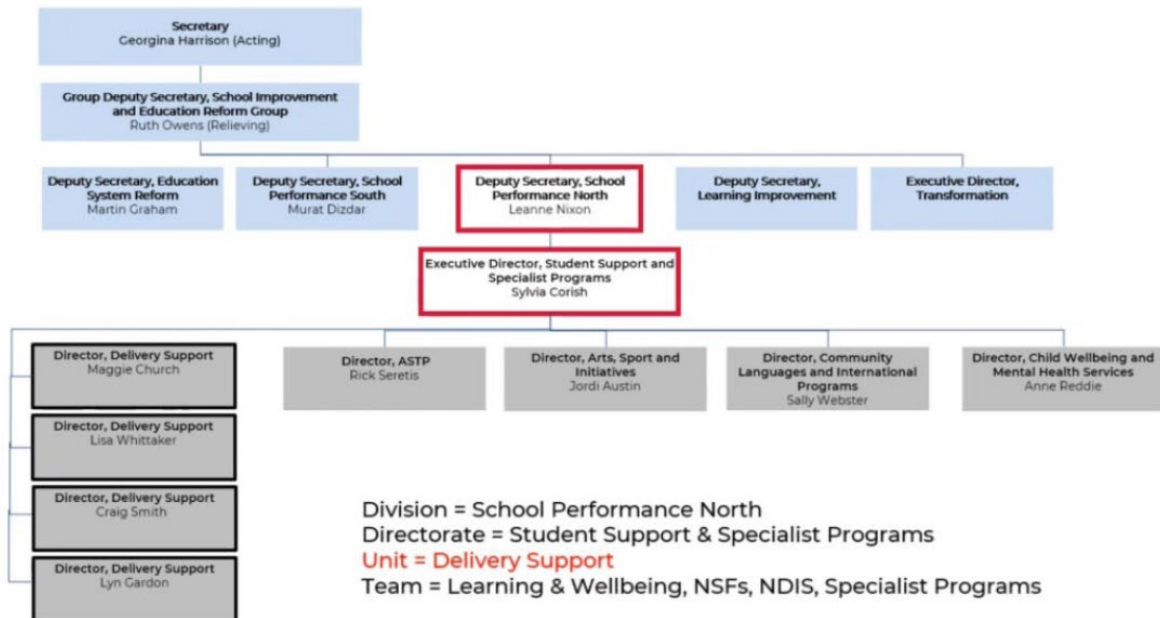 Secretary
Georgina Harrison (Acting)
Group Deputy Secretary, School Improvement
and Education Reform Group
Ruth Owens (Relieving)
Deputy Secretary, Education
System Reform
Martin Graham
Deputy Secretary, School
Performance South
Murat Dizdar
Deputy Secretary, School
Performance North
Leanne Nixon
Deputy Secretary,
Learning Improvement
Executive Director,
Transformation
Executive Director, Student Support and
Specialist Programs
Sylvia Corish
Director, Delivery Support
Maggie Church
Director, ASTP
Rick Seretis
Director, Arts, Sport and
Initiatives
Jordi Austin
Director, Community
Languages and International
Programs
Sally Webster
Director, Child Wellbeing and
Mental Health Services
Anne Reddie
Director, Delivery Support
Lisa Whittaker
Director, Delivery Support
Craig Smith
Director, Delivery Support
Lyn Gardon
Division = School Performance North
Directorate = Student Support & Specialist Programs
Unit = Delivery Support
Team = Learning & Wellbeing, NSFs, NDIS, Specialist Programs